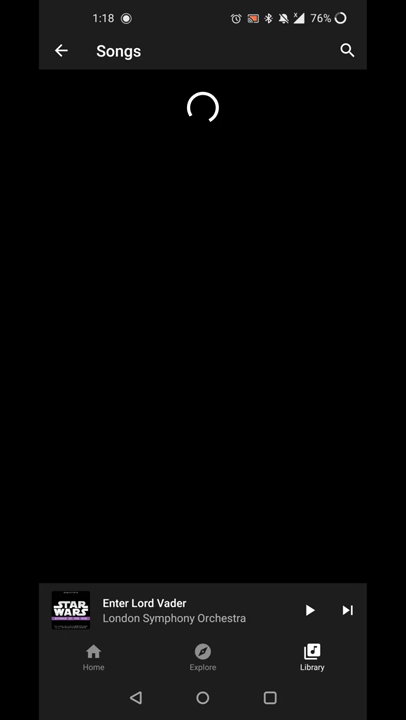 1:18
76%
Songs
STAR
WARS
Enter Lord Vader
London Symphony Orchestra
Home
Explore
Library